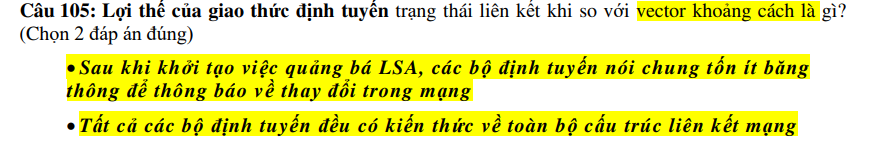 Câu 105: Lợi thế của giao thức định tuyến trạng thái liên kết khi so với vector khoảng cách là gì?
(Chọn 2 đáp án đúng)
• Sau khi khởi tạo việc quảng bá LSA, các bộ định tuyến nói chung tốn ít băng
thông để thông báo về thay đổi trong mạng
• Tất cả các bộ định tuyến đều có kiến thức về toàn bộ cấu trúc liên kết mạng